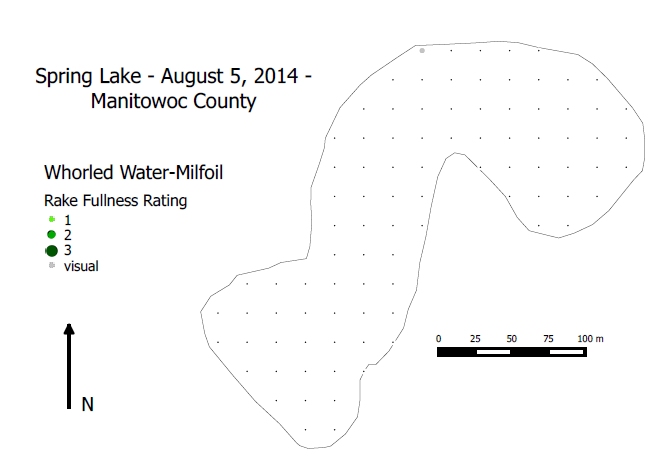 Spring Lake - August 5, 2014 -
Manitowoc County
Whorled Water-Milfoil
Rake Fullness Rating
1
2
3
visual
N
0 25 50 75 100 m